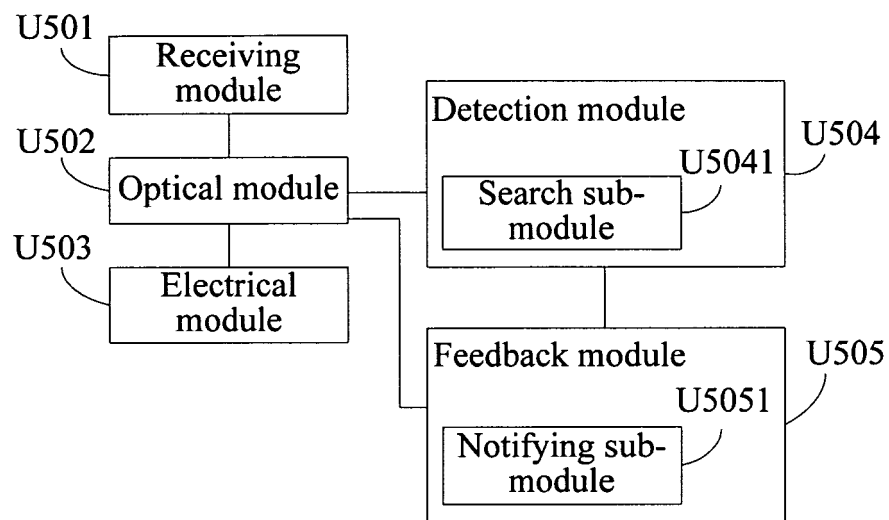 U501
Receiving
module
U502
Optical module
U503
Electrical
module
Detection module
U504
U5041
Search sub-
module
Feedback module
U505
U5051
Notifying sub-
module